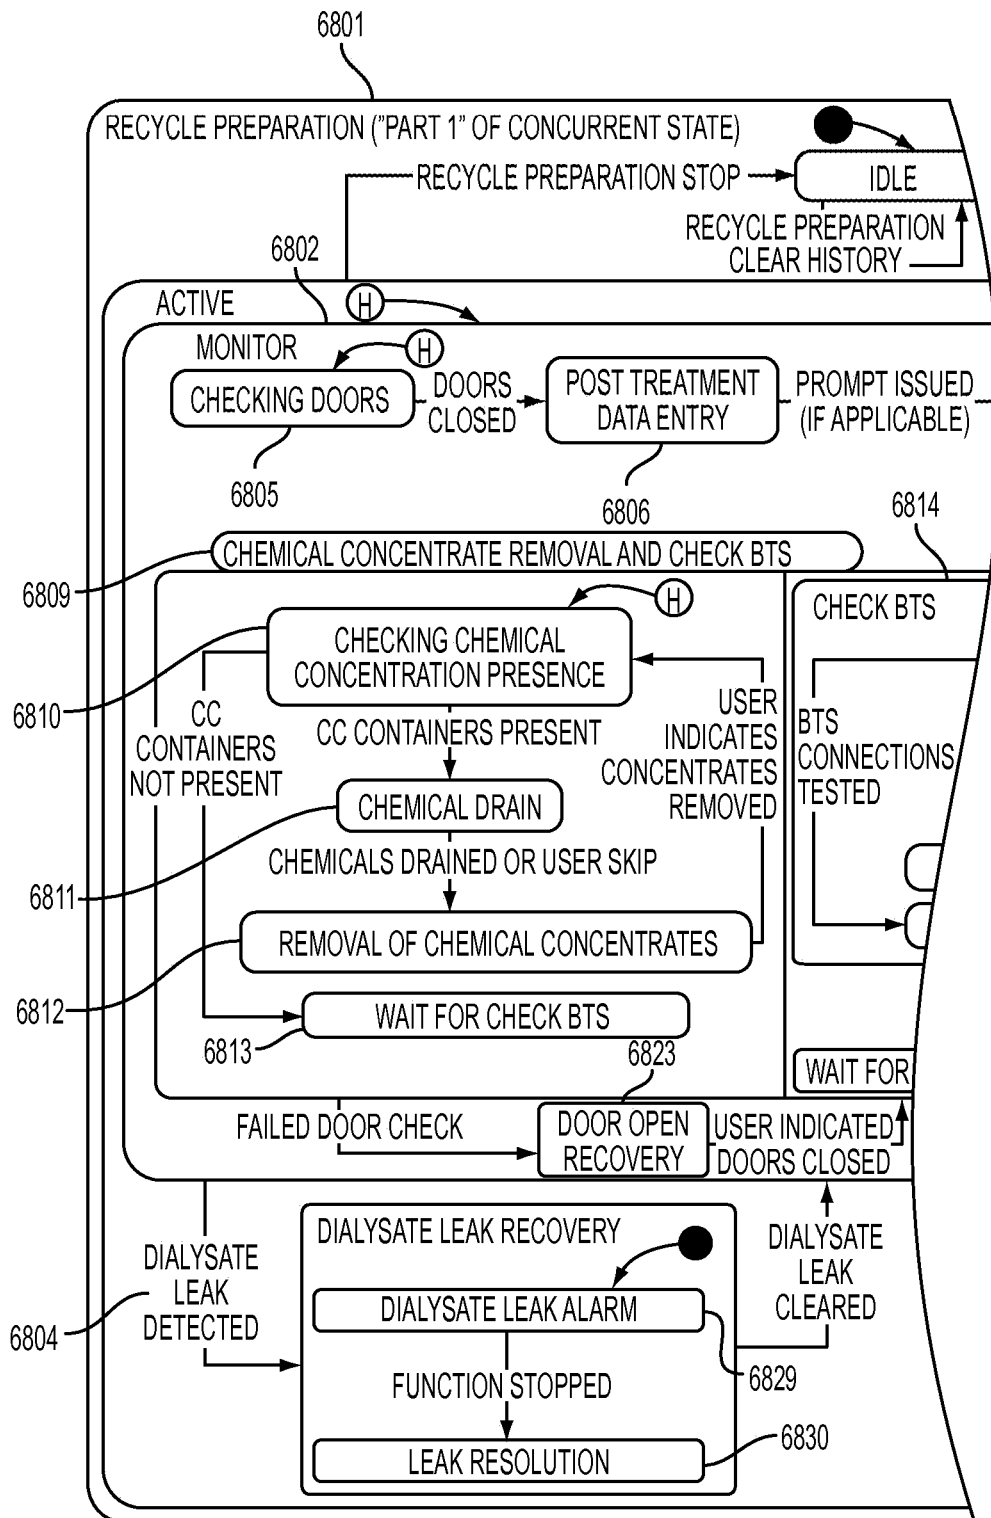 6801
RECYCLE PREPARATION ("PART 1" OF CONCURRENT STATE)
RECYCLE PREPARATION STOP
IDLE
RECYCLE PREPARATION
CLEAR HISTORY
6802
ACTIVE
H
MONITOR
H
CHECKING DOORS
DOORS
CLOSED
POST TREATMENT
DATA ENTRY
PROMPT ISSUED
(IF APPLICABLE)
6805
6806
6814
CHEMICAL CONCENTRATE REMOVAL AND CHECK BTS
6809
H
CHECK BTS
CHECKING CHEMICAL
CONCENTRATION PRESENCE
6810
CC
CONTAINERS
NOT PRESENT
CC CONTAINERS PRESENT
USER
INDICATES
CONCENTRATES
REMOVED
BTS
CONNECTIONS
TESTED
CHEMICAL DRAIN
6811
CHEMICALS DRAINED OR USER SKIP
REMOVAL OF CHEMICAL CONCENTRATES
6812
WAIT FOR CHECK BTS
6813
6823
WAIT FOR
FAILED DOOR CHECK
DOOR OPEN
RECOVERY
USER INDICATED
DOORS CLOSED
DIALYSATE LEAK RECOVERY
DIALYSATE
LEAK
DETECTED
6804
DIALYSATE
LEAK
CLEARED
DIALYSATE LEAK ALARM
6829
FUNCTION STOPPED
LEAK RESOLUTION
6830